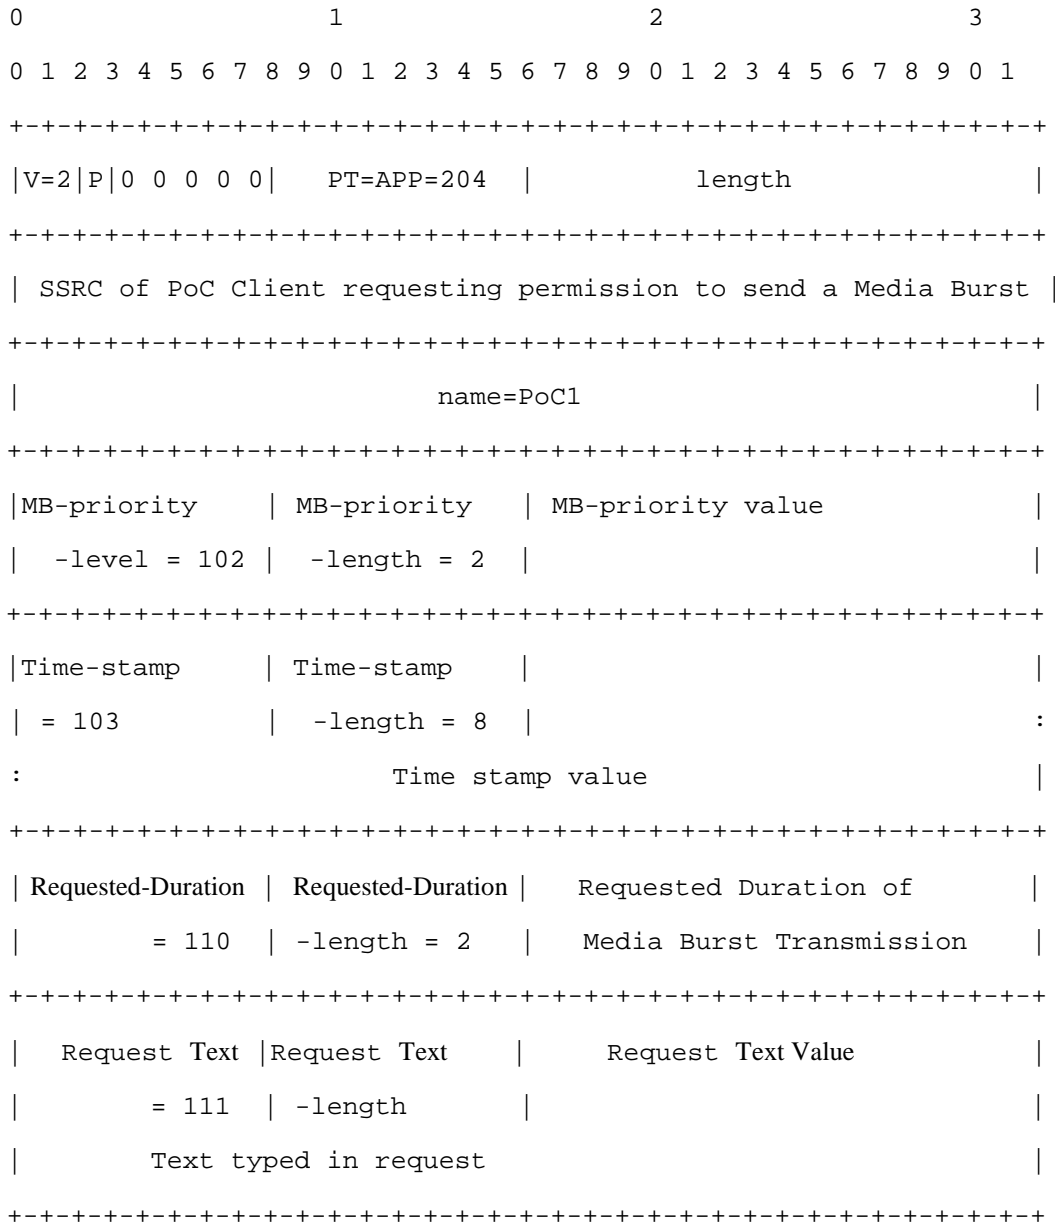 0                   1                   2                   3
0 1 2 3 4 5 6 7 8 9 0 1 2 3 4 5 6 7 8 9 0 1 2 3 4 5 6 7 8 9 0 1
+-+-+-+-+-+-+-+-+-+-+-+-+-+-+-+-+-+-+-+-+-+-+-+-+-+-+-+-+-+-+-+-+
|V=2|P|0 0 0 0 0|   PT=APP=204  |          length               |
+-+-+-+-+-+-+-+-+-+-+-+-+-+-+-+-+-+-+-+-+-+-+-+-+-+-+-+-+-+-+-+-+
| SSRC of PoC Client requesting permission to send a Media Burst |
+-+-+-+-+-+-+-+-+-+-+-+-+-+-+-+-+-+-+-+-+-+-+-+-+-+-+-+-+-+-+-+-+
|                          name=PoC1                            |
+-+-+-+-+-+-+-+-+-+-+-+-+-+-+-+-+-+-+-+-+-+-+-+-+-+-+-+-+-+-+-+-+
|MB-priority    | MB-priority   | MB-priority value             |
|  -level = 102 |  -length = 2  |                               |
+-+-+-+-+-+-+-+-+-+-+-+-+-+-+-+-+-+-+-+-+-+-+-+-+-+-+-+-+-+-+-+-+
|Time-stamp     | Time-stamp    |                               |
| = 103         |  -length = 8  |                               :
:                       Time stamp value                        |
+-+-+-+-+-+-+-+-+-+-+-+-+-+-+-+-+-+-+-+-+-+-+-+-+-+-+-+-+-+-+-+-+
| Requested-Duration | Requested-Duration |   Requested Duration of       |
|        = 110  | -length = 2   |   Media Burst Transmission    |
+-+-+-+-+-+-+-+-+-+-+-+-+-+-+-+-+-+-+-+-+-+-+-+-+-+-+-+-+-+-+-+-+
|  Request Text |Request Text    |     Request Text Value           |
|        = 111  | -length       |                               |
|        Text typed in request                                  |
+-+-+-+-+-+-+-+-+-+-+-+-+-+-+-+-+-+-+-+-+-+-+-+-+-+-+-+-+-+-+-+-+